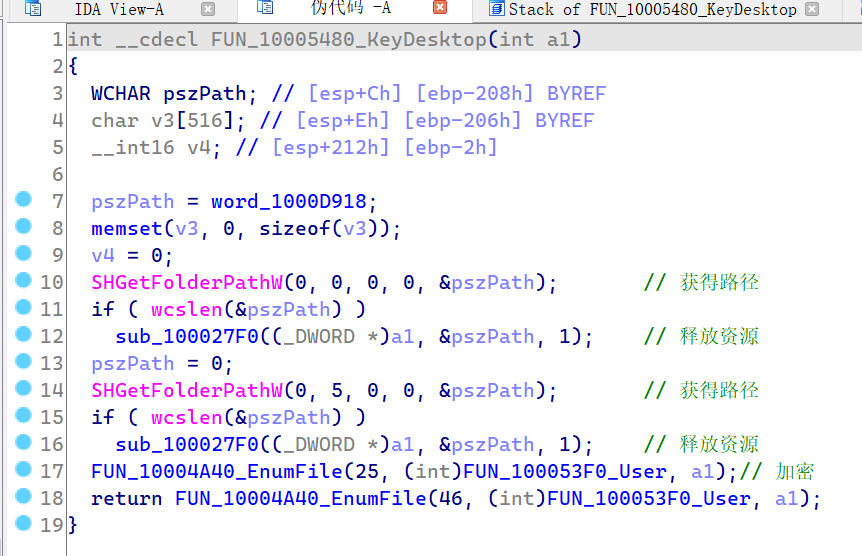 IDA View-A 伪代码 -A Stack of FUN_10005480_KeyDesktop
1 int __cdecl FUN_10005480_KeyDesktop(int a1)
2 {
3 WCHAR pszPath; // [esp+Ch] [ebp-208h] BYREF
4 char v3[516]; // [esp+Eh] [ebp-206h] BYREF
5 __int16 v4; // [esp+212h] [ebp-2h]
6
7 pszPath = word_1000D918;
8 memset(v3, 0, sizeof(v3));
9 v4 = 0;
10 SHGetFolderPathW(0, 0, 0, 0, &pszPath); // 获得路径
11 if ( wcslen(&pszPath) )
12 sub_100027F0((_DWORD *)a1, &pszPath, 1); // 释放资源
13 pszPath = 0;
14 SHGetFolderPathW(0, 5, 0, 0, &pszPath); // 获得路径
15 if ( wcslen(&pszPath) )
16 sub_100027F0((_DWORD *)a1, &pszPath, 1); // 释放资源
17 FUN_10004A40_EnumFile(25, (int)FUN_100053F0_User, a1);// 加密
18 return FUN_10004A40_EnumFile(46, (int)FUN_100053F0_User, a1);
19 }